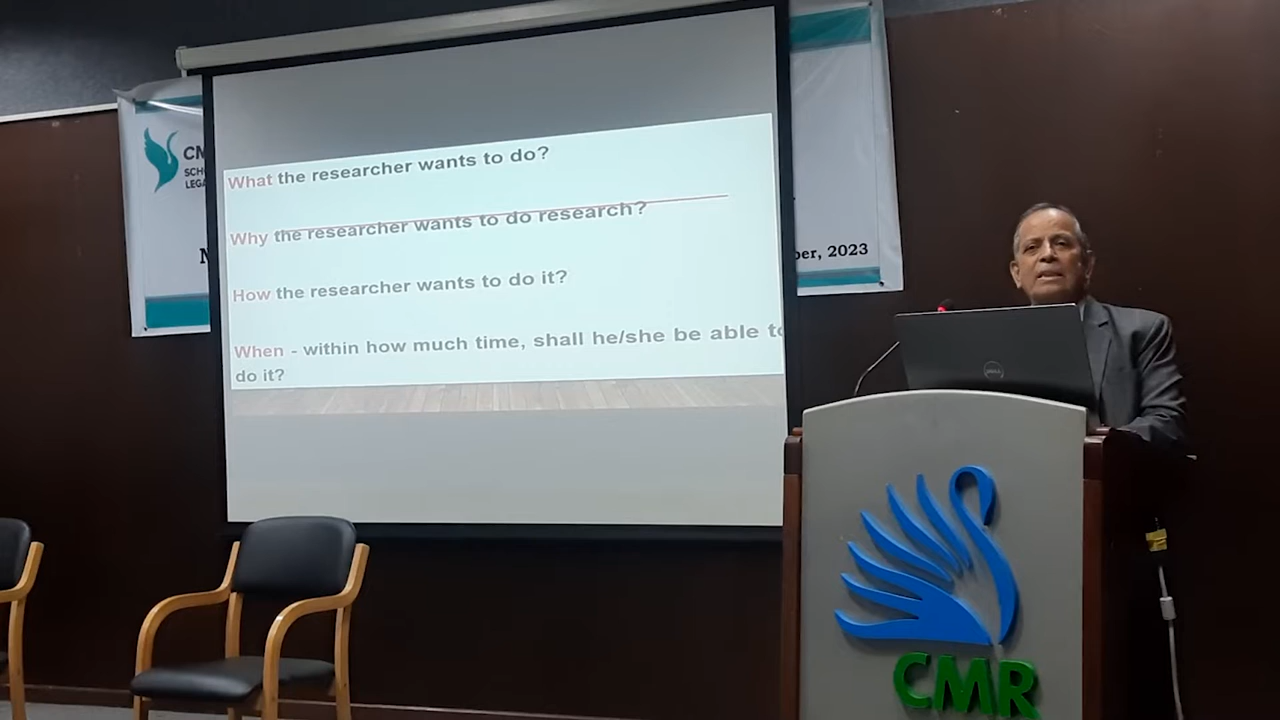 What the researcher wants to do?
Why the researcher wants to do research?
How the researcher wants to do it?
When - within how much time, shall he/she be able to
do it?
2023
DELL
CMR